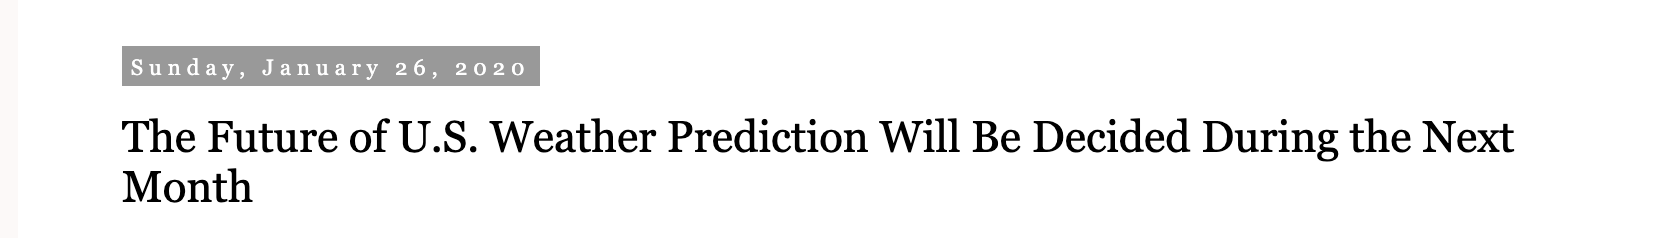 Sunday, January 26, 2020
The Future of U.S. Weather Prediction Will Be Decided During the Next
Month